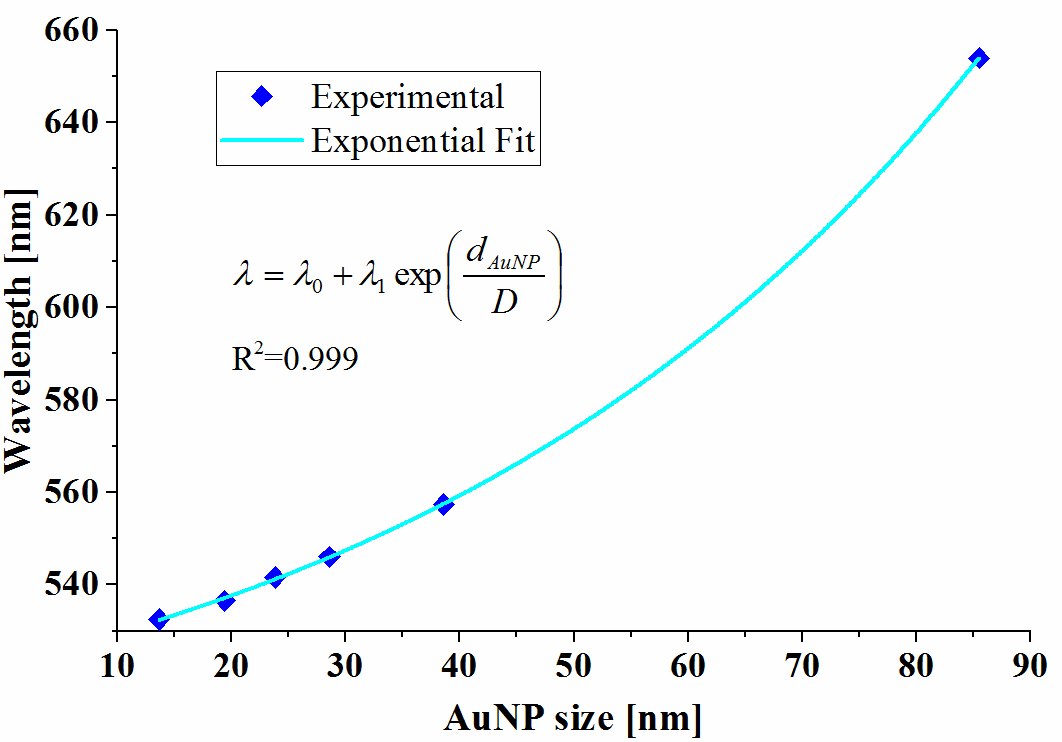 660
640
620
600
580
560
540
Wavelength [nm]
Experimental
Exponential Fit
λ = λ₀ + λ₁ exp(d_AuNP / D)
R²=0.999
10 20 30 40 50 60 70 80 90
AuNP size [nm]